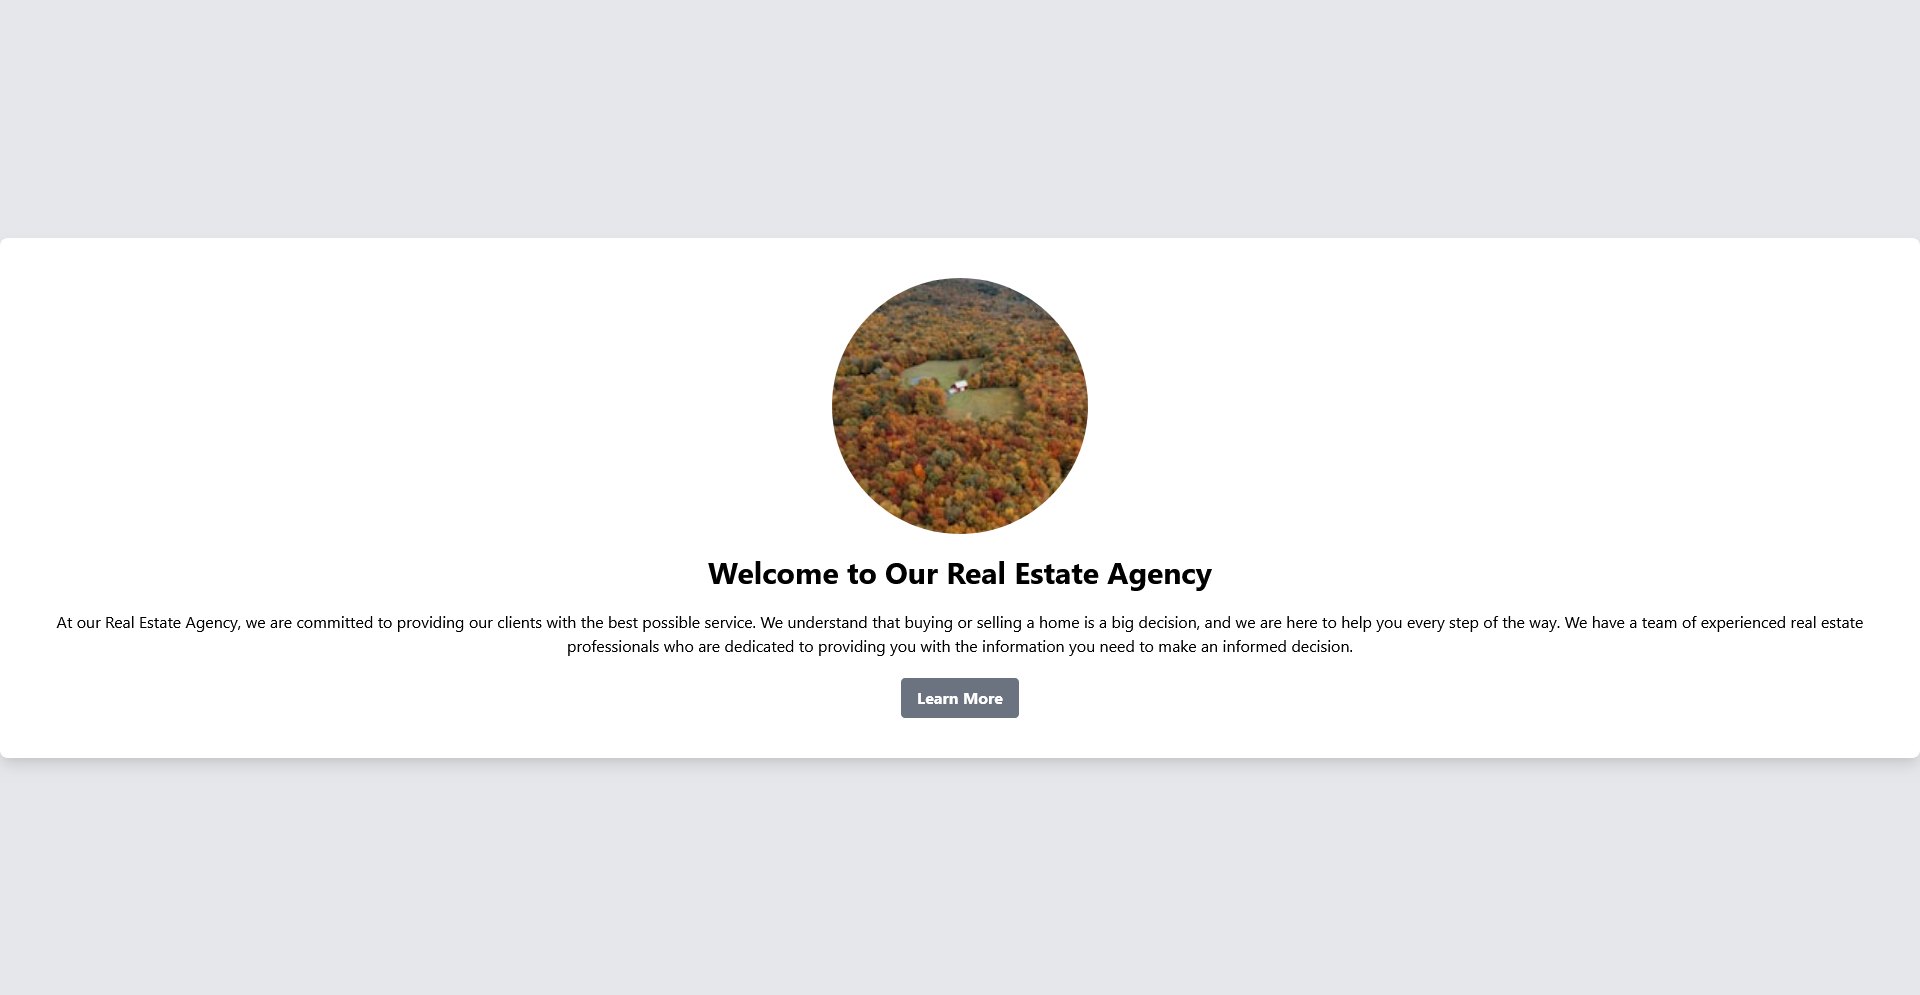 Welcome to Our Real Estate Agency
At our Real Estate Agency, we are committed to providing our clients with the best possible service. We understand that buying or selling a home is a big decision, and we are here to help you every step of the way. We have a team of experienced real estate
professionals who are dedicated to providing you with the information you need to make an informed decision.
Learn More